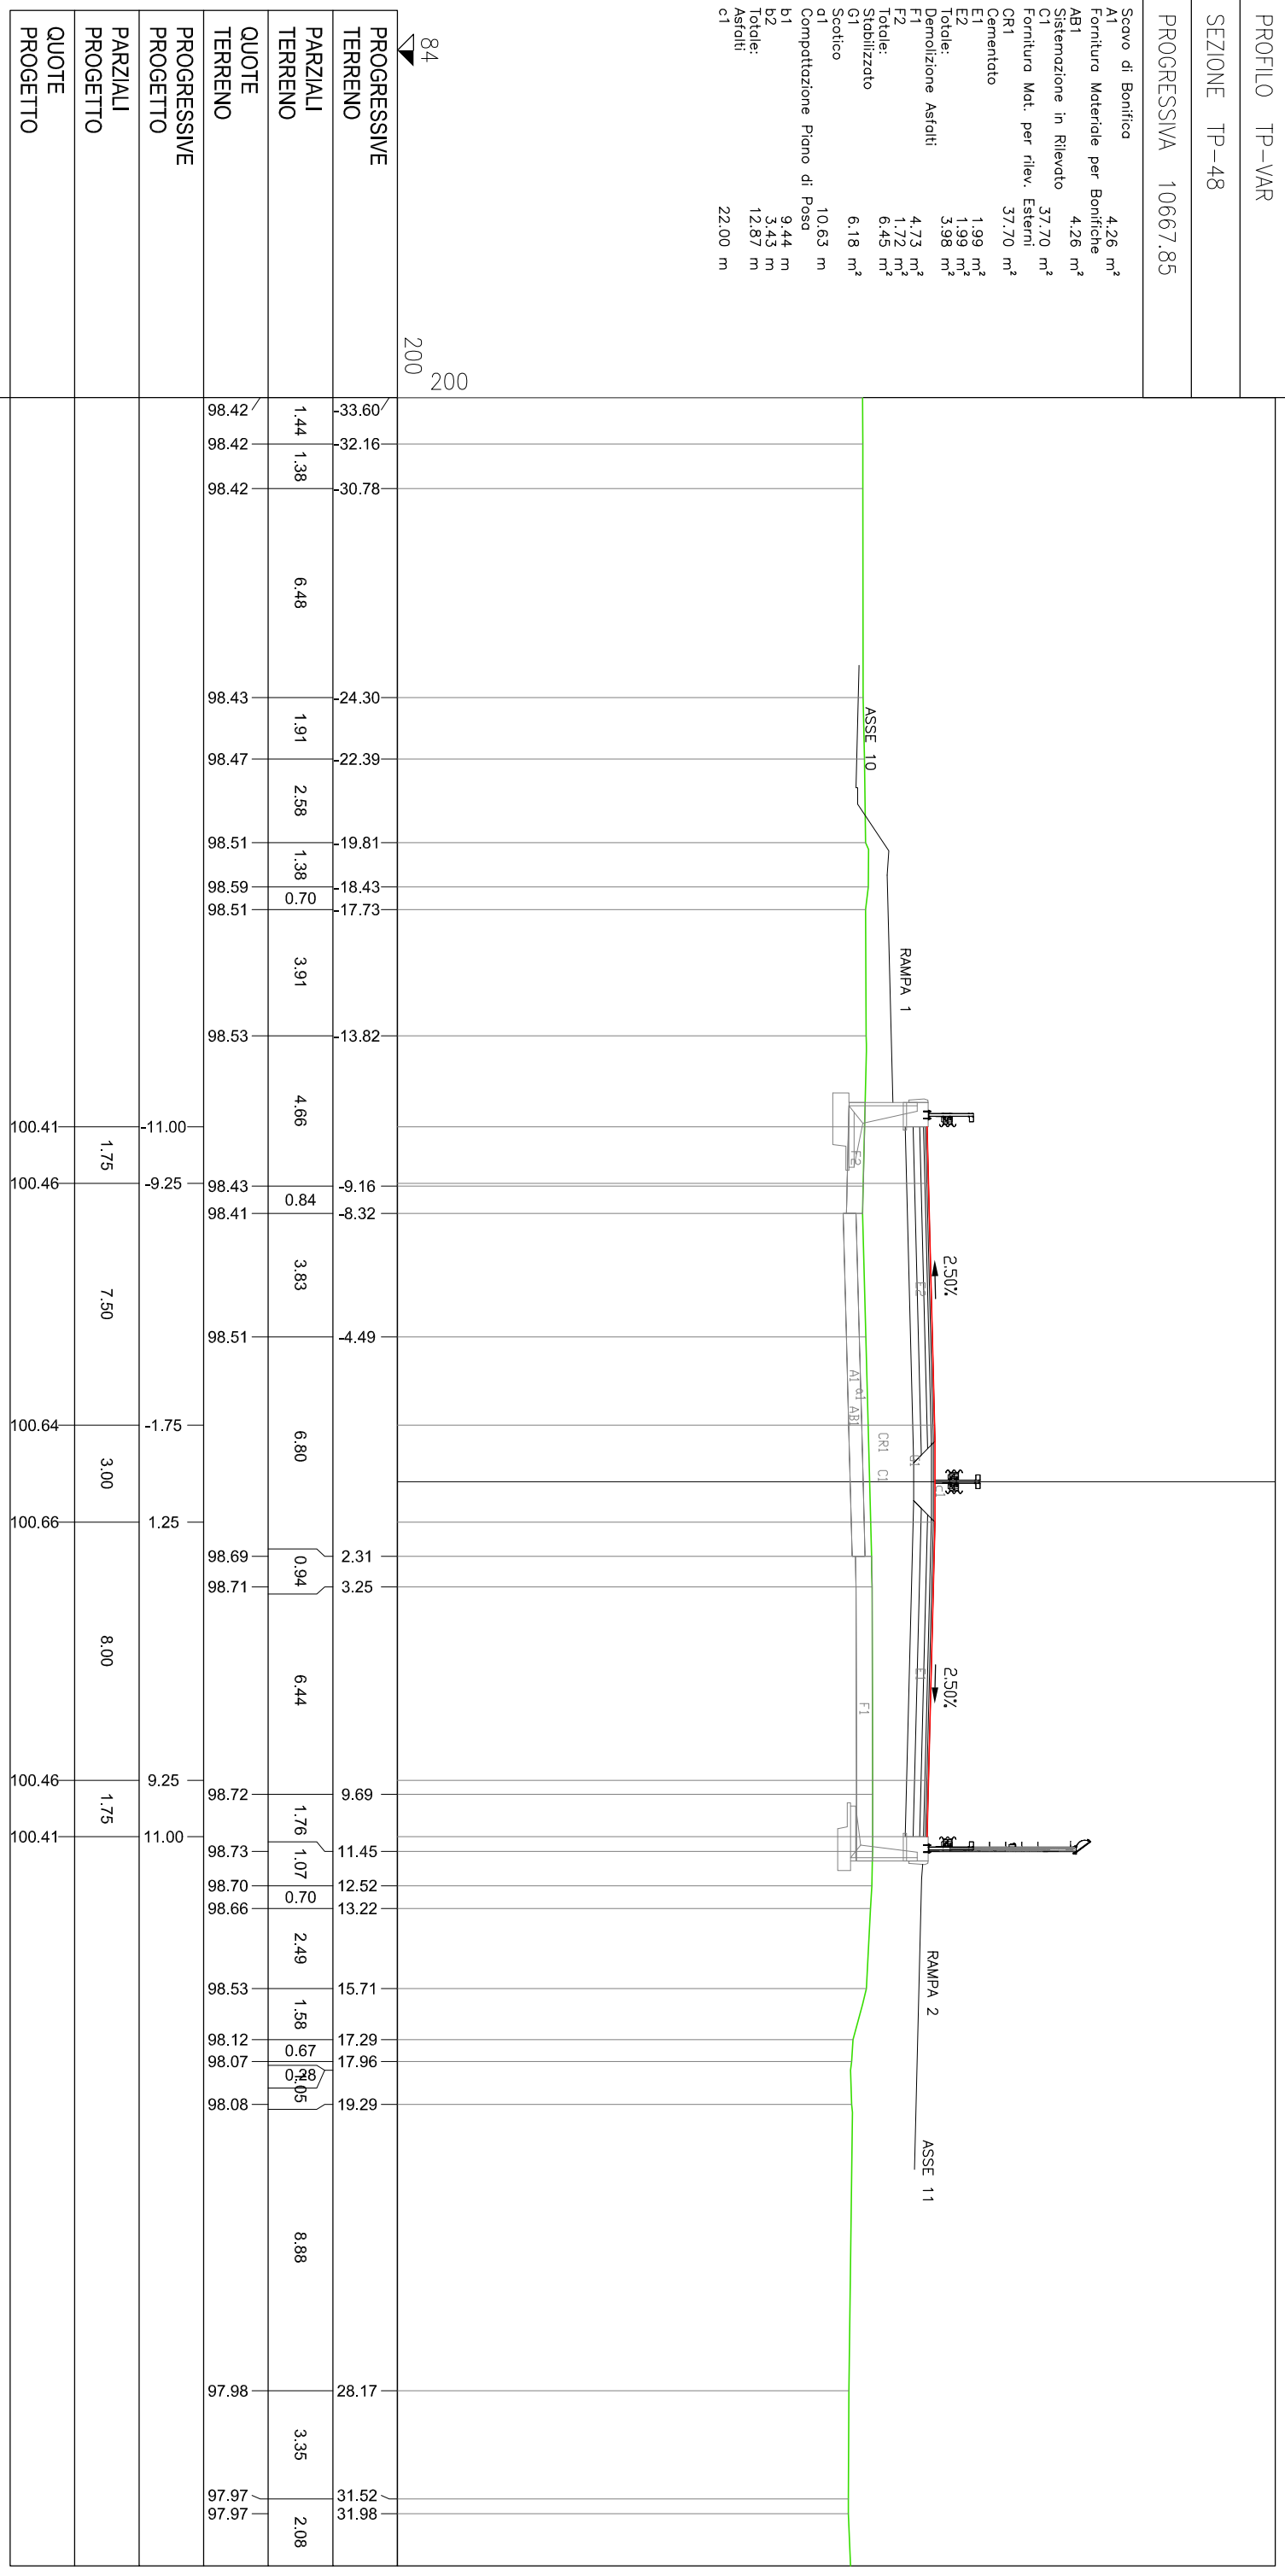 PROFILO TP-VAR
SEZIONE TP-48
PROGRESSIVA 10667.85
Scavo di Bonifica
A1 4.26 m²
Fornitura Materiale per Bonifiche
AB1 4.26 m²
Sistemazione in Rilevato
C1 37.70 m²
Fornitura Mat. per rilev. Esterni
CR1 37.70 m²
Cementato
E1 1.99 m²
E2 1.99 m²
Totale: 3.98 m²
Demolizione Asfalti
F1 4.73 m²
F2 1.72 m²
Totale: 6.45 m²
Stabilizzato
G1 6.18 m²
Scotico
a1 10.63 m
Compattazione Piano di Posa
b1 9.44 m
b2 3.43 m
Totale: 12.87 m
Asfalti
c1 22.00 m
200
200
84
ASSE 10
RAMPA 1
2.50%
2.50%
RAMPA 2
ASSE 11
F2
E2
A1 a1 AB1
CR1 C1
G1
c1
E1
F1
PROGRESSIVE
TERRENO
-33.60 -32.16 -30.78 -24.30 -22.39 -19.81 -18.43 -17.73 -13.82 -9.16 -8.32 -4.49 2.31 3.25 9.69 11.45 12.52 13.22 15.71 17.29 17.96 19.29 28.17 31.52 31.98
PARZIALI
TERRENO
1.44 1.38 6.48 1.91 2.58 1.38 0.70 3.91 4.66 0.84 3.83 6.80 0.94 6.44 1.76 1.07 0.70 2.49 1.58 0.67 0.28 1.05 8.88 3.35 2.08
QUOTE
TERRENO
98.42 98.42 98.42 98.43 98.47 98.51 98.59 98.51 98.53 98.43 98.41 98.51 98.69 98.71 98.72 98.73 98.70 98.66 98.53 98.12 98.07 98.08 97.98 97.97 97.97
PROGRESSIVE
PROGETTO
-11.00 -9.25 -1.75 1.25 9.25 11.00
PARZIALI
PROGETTO
1.75 7.50 3.00 8.00 1.75
QUOTE
PROGETTO
100.41 100.46 100.64 100.66 100.46 100.41